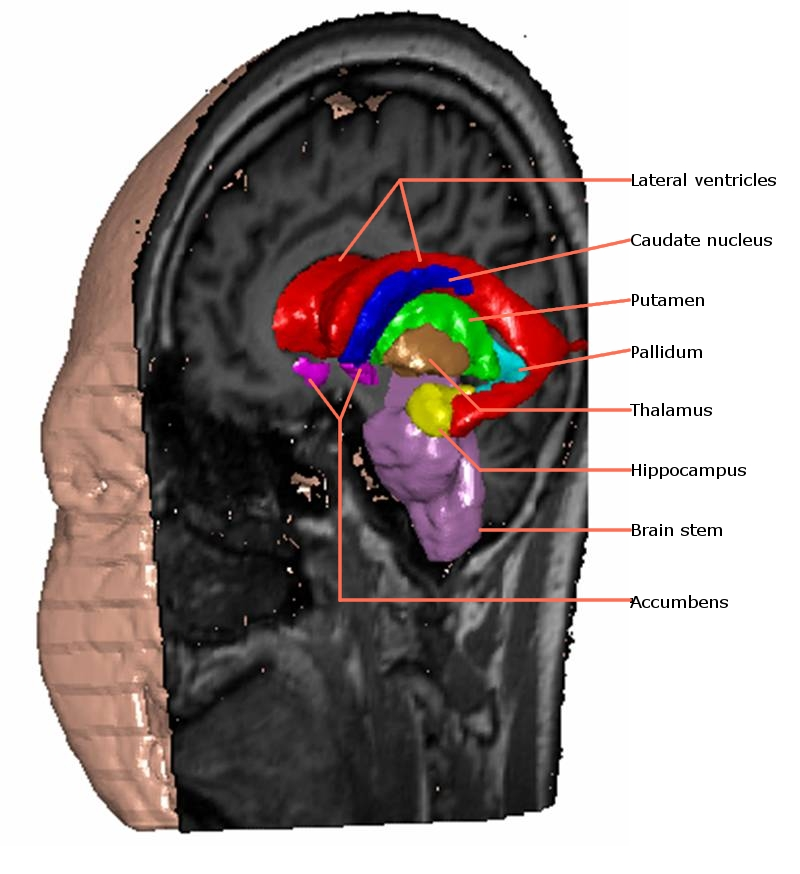 Lateral ventricles
Caudate nucleus
Putamen
Pallidum
Thalamus
Hippocampus
Brain stem
Accumbens